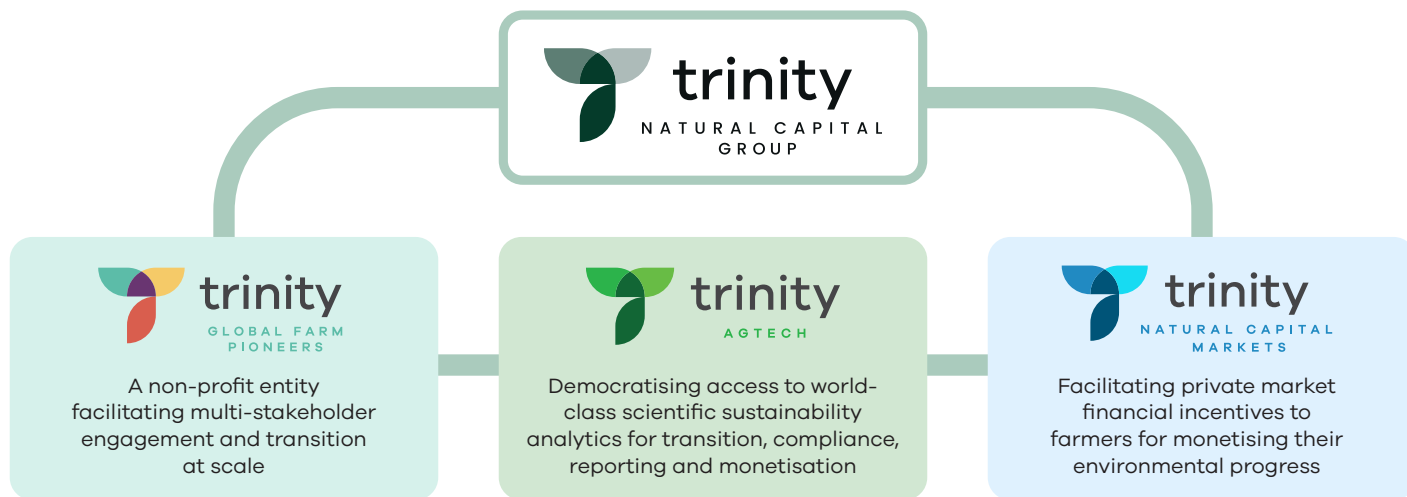 trinity
NATURAL CAPITAL
GROUP
trinity
GLOBAL FARM
PIONEERS
A non-profit entity
facilitating multi-stakeholder
engagement and transition
at scale
trinity
AGTECH
Democratising access to world-
class scientific sustainability
analytics for transition, compliance,
reporting and monetisation
trinity
NATURAL CAPITAL
MARKETS
Facilitating private market
financial incentives to
farmers for monetising their
environmental progress